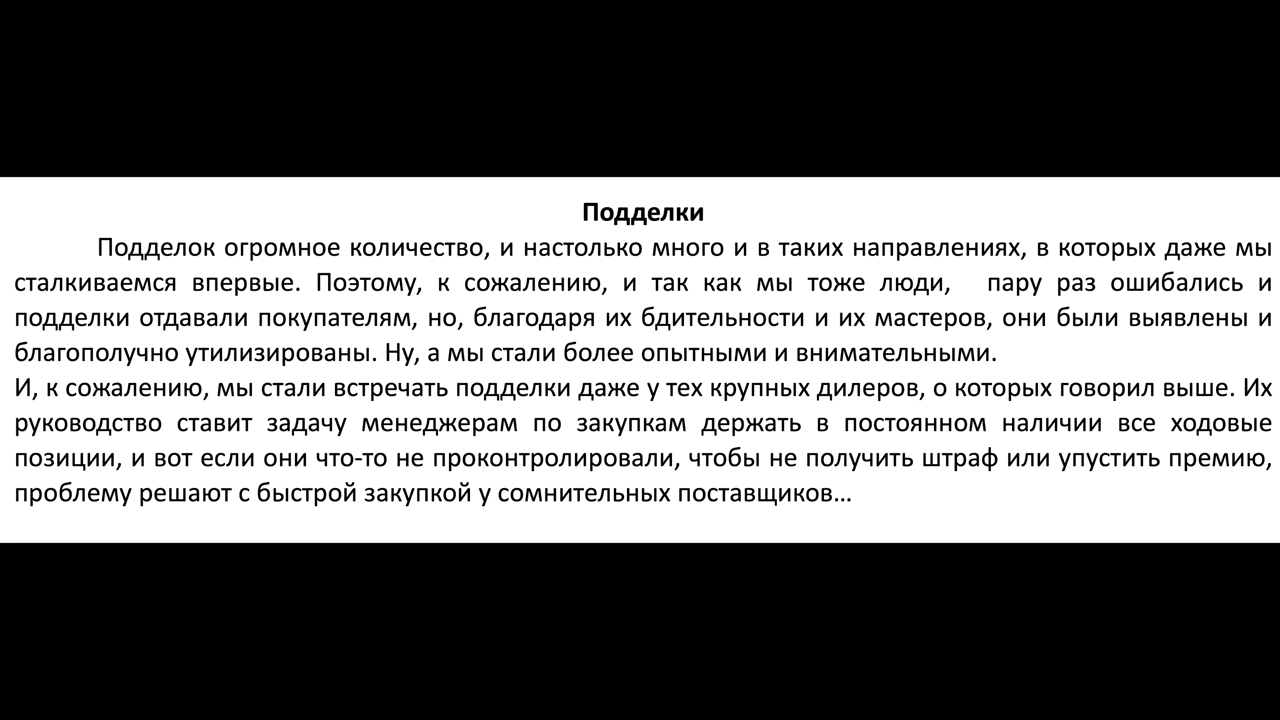 Подделки
Подделок огромное количество, и настолько много и в таких направлениях, в которых даже мы
сталкиваемся впервые. Поэтому, к сожалению, и так как мы тоже люди, пару раз ошибались и
подделки отдавали покупателям, но, благодаря их бдительности и их мастеров, они были выявлены и
благополучно утилизированы. Ну, а мы стали более опытными и внимательными.
И, к сожалению, мы стали встречать подделки даже у тех крупных дилеров, о которых говорил выше. Их
руководство ставит задачу менеджерам по закупкам держать в постоянном наличии все ходовые
позиции, и вот если они что-то не проконтролировали, чтобы не получить штраф или упустить премию,
проблему решают с быстрой закупкой у сомнительных поставщиков…